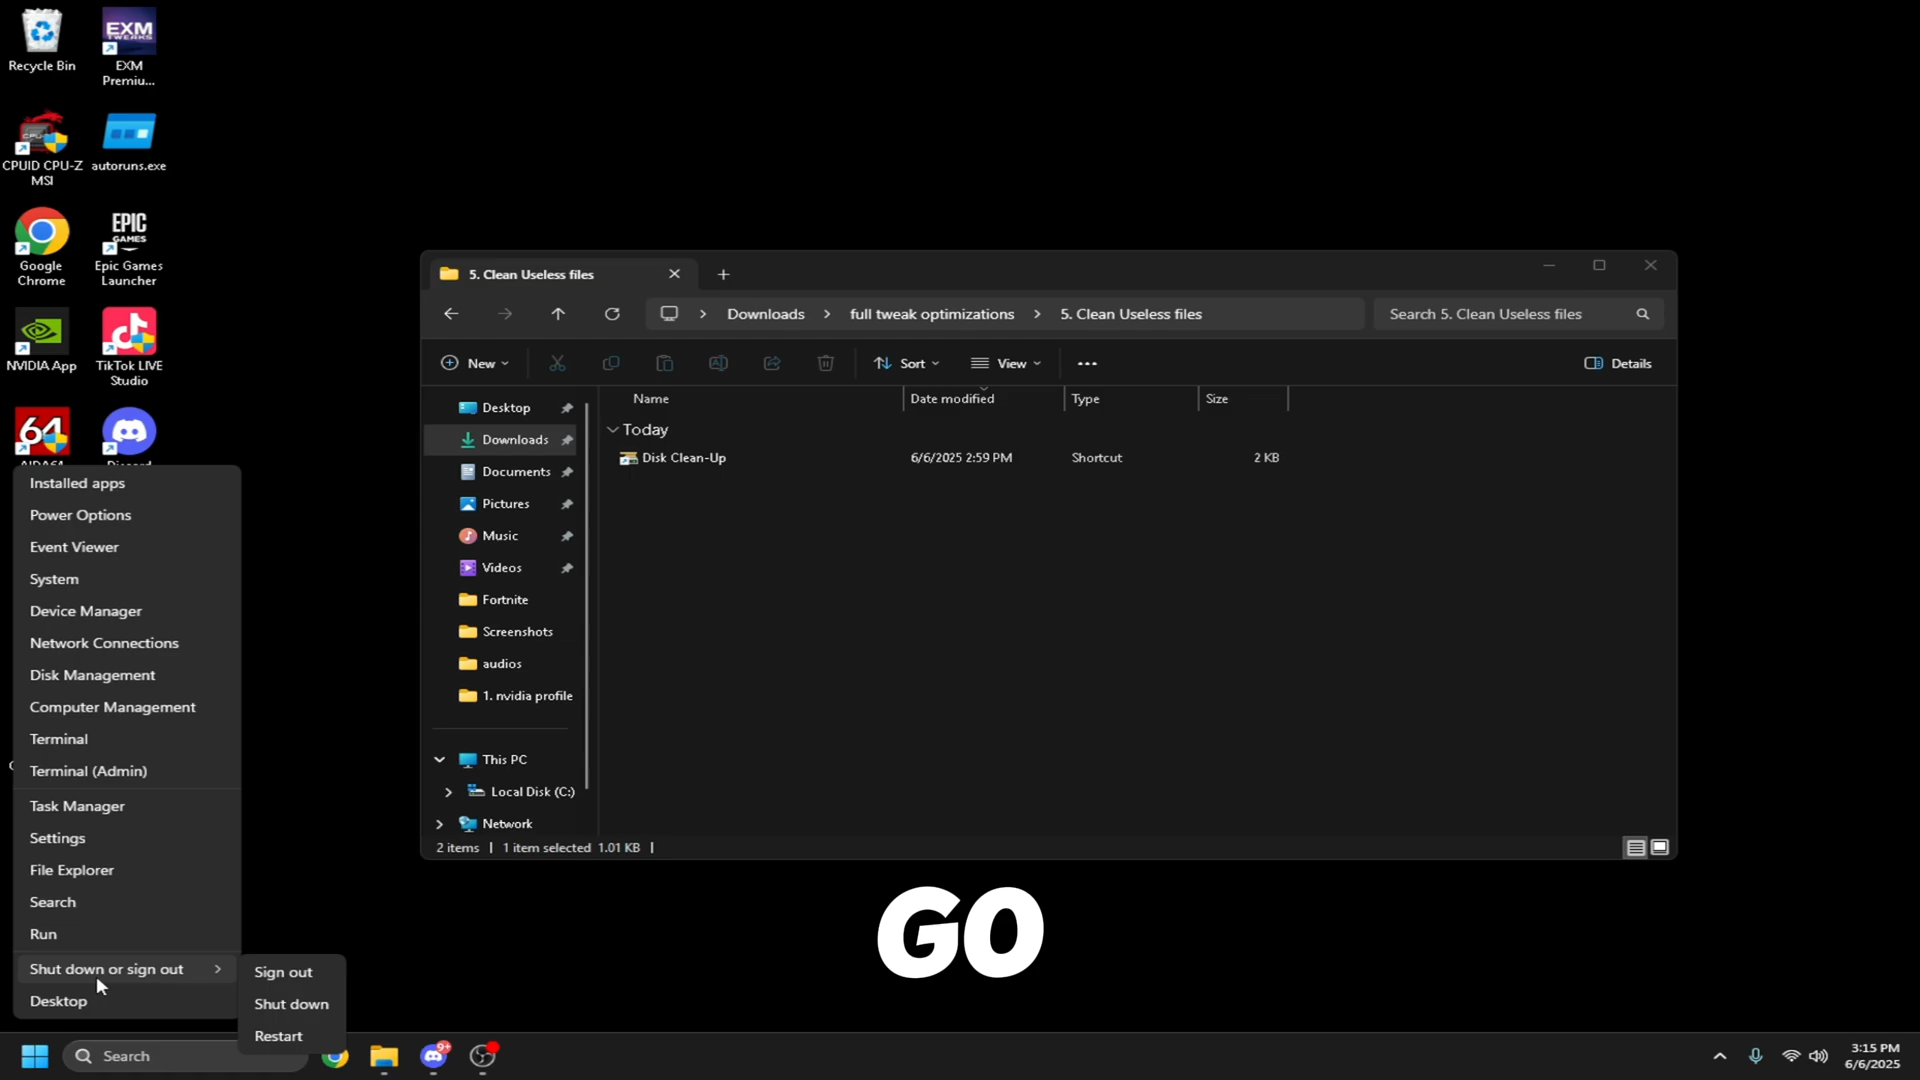 Recycle Bin
EXM
TWEAKS
EXM
Premiu...
CPUID CPU-Z
MSI
autoruns.exe
Google
Chrome
EPIC
GAMES
Epic Games
Launcher
NVIDIA App
TikTok LIVE
Studio
64
Installed apps
Power Options
Event Viewer
System
Device Manager
Network Connections
Disk Management
Computer Management
Terminal
Terminal (Admin)
Task Manager
Settings
File Explorer
Search
Run
Shut down or sign out
Desktop
Sign out
Shut down
Restart
5. Clean Useless files
Downloads > full tweak optimizations > 5. Clean Useless files
Search 5. Clean Useless files
New
Sort
View
Details
Name
Date modified
Type
Size
Today
Disk Clean-Up
6/6/2025 2:59 PM
Shortcut
2 KB
Desktop
Downloads
Documents
Pictures
Music
Videos
Fortnite
Screenshots
audios
1. nvidia profile
This PC
Local Disk (C:)
Network
2 items | 1 item selected 1.01 KB |
GO
Search
9+
3:15 PM
6/6/2025